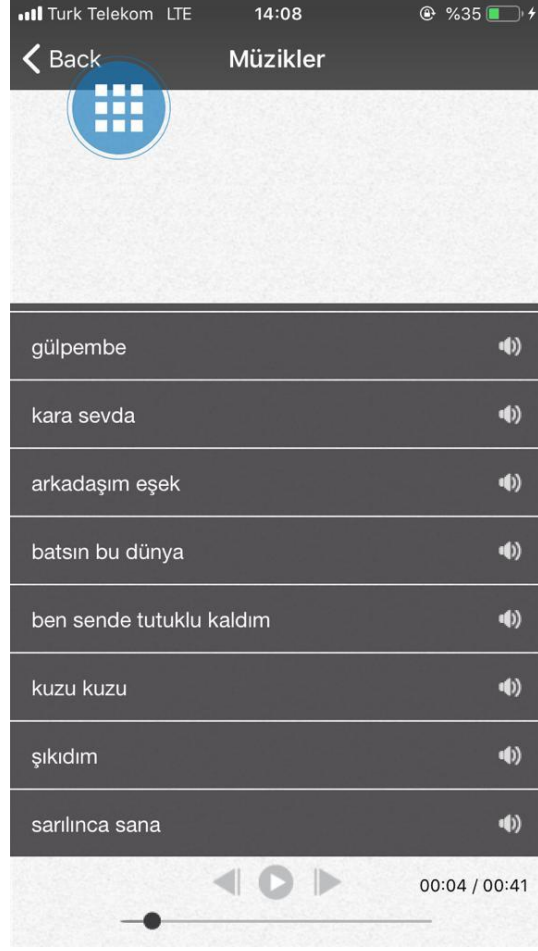 Turk Telekom LTE 14:08 %35
Back Müzikler
gülpembe
kara sevda
arkadaşım eşek
batsın bu dünya
ben sende tutuklu kaldım
kuzu kuzu
şıkıdım
sarılınca sana
00:04 / 00:41